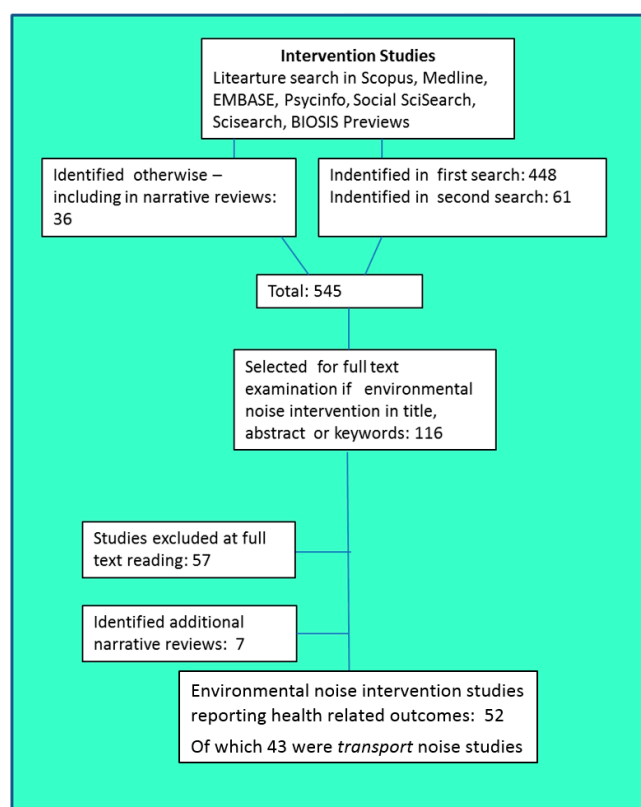 Intervention Studies
Litearture search in Scopus, Medline,
EMBASE, Psycinfo, Social SciSearch,
Scisearch, BIOSIS Previews
Identified otherwise –
including in narrative reviews:
36
Indentified in first search: 448
Indentified in second search: 61
Total: 545
Selected for full text
examination if environmental
noise intervention in title,
abstract or keywords: 116
Studies excluded at full
text reading: 57
Identified additional
narrative reviews: 7
Environmental noise intervention studies
reporting health related outcomes: 52
Of which 43 were transport noise studies